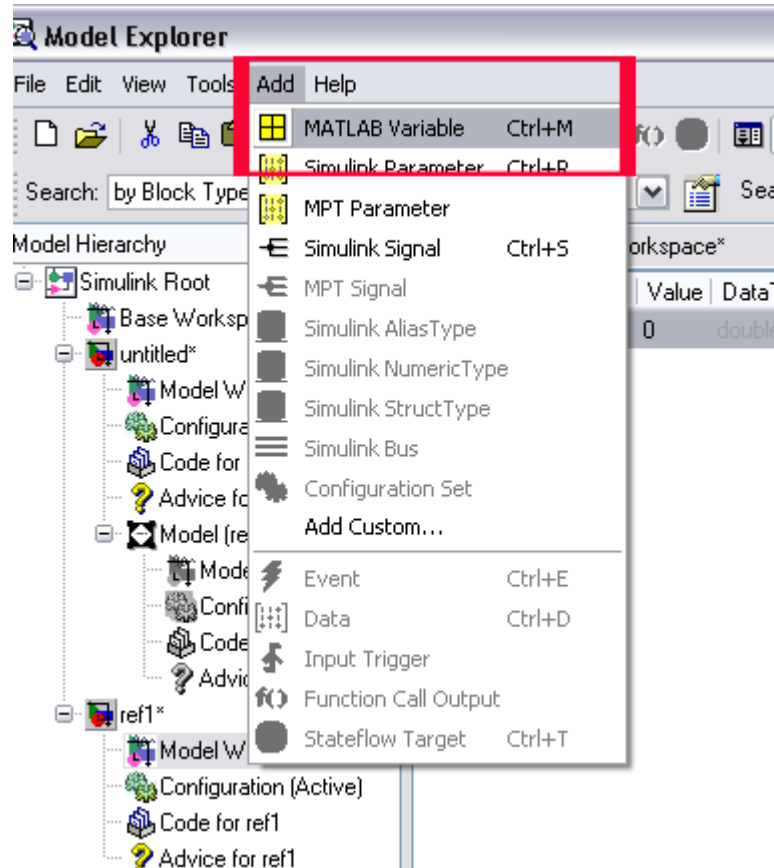 Model Explorer
File Edit View Tools Add Help
MATLAB Variable Ctrl+M
Simulink Parameter Ctrl+R
Search: by Block Type
Sea
MPT Parameter
Model Hierarchy
Simulink Signal Ctrl+S
orkspace*
Simulink Root
MPT Signal
Value DataT
Base Worksp
Simulink AliasType
0 double
untitled*
Simulink NumericType
Model W
Simulink StructType
Configura
Simulink Bus
Code for
Configuration Set
Advice fo
Add Custom...
Model (re
Mode
Event Ctrl+E
Confi
Data Ctrl+D
Code
Input Trigger
Advic
Function Call Output
ref1*
Stateflow Target Ctrl+T
Model W
Configuration (Active)
Code for ref1
Advice for ref1